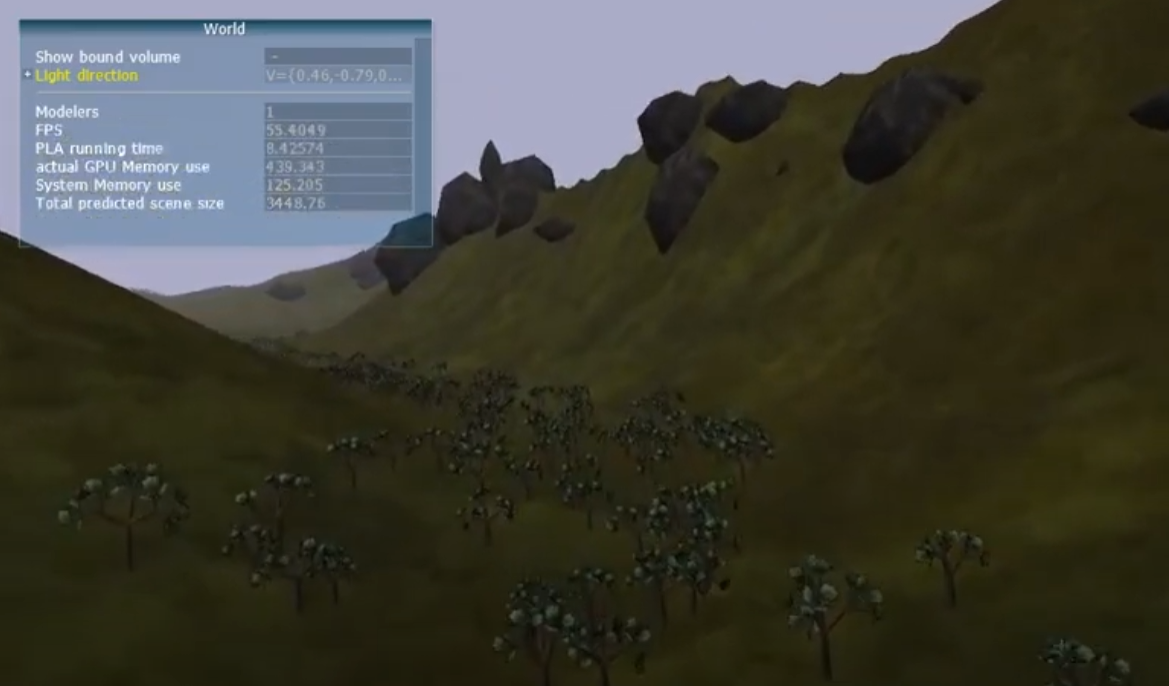 World
Show bound volume -
+ Light direction V={0.46,-0.79,0...
Modelers 1
FPS 55.4049
PLA running time 8.42574
actual GPU Memory use 439.343
System Memory use 125.205
Total predicted scene size 3448.76